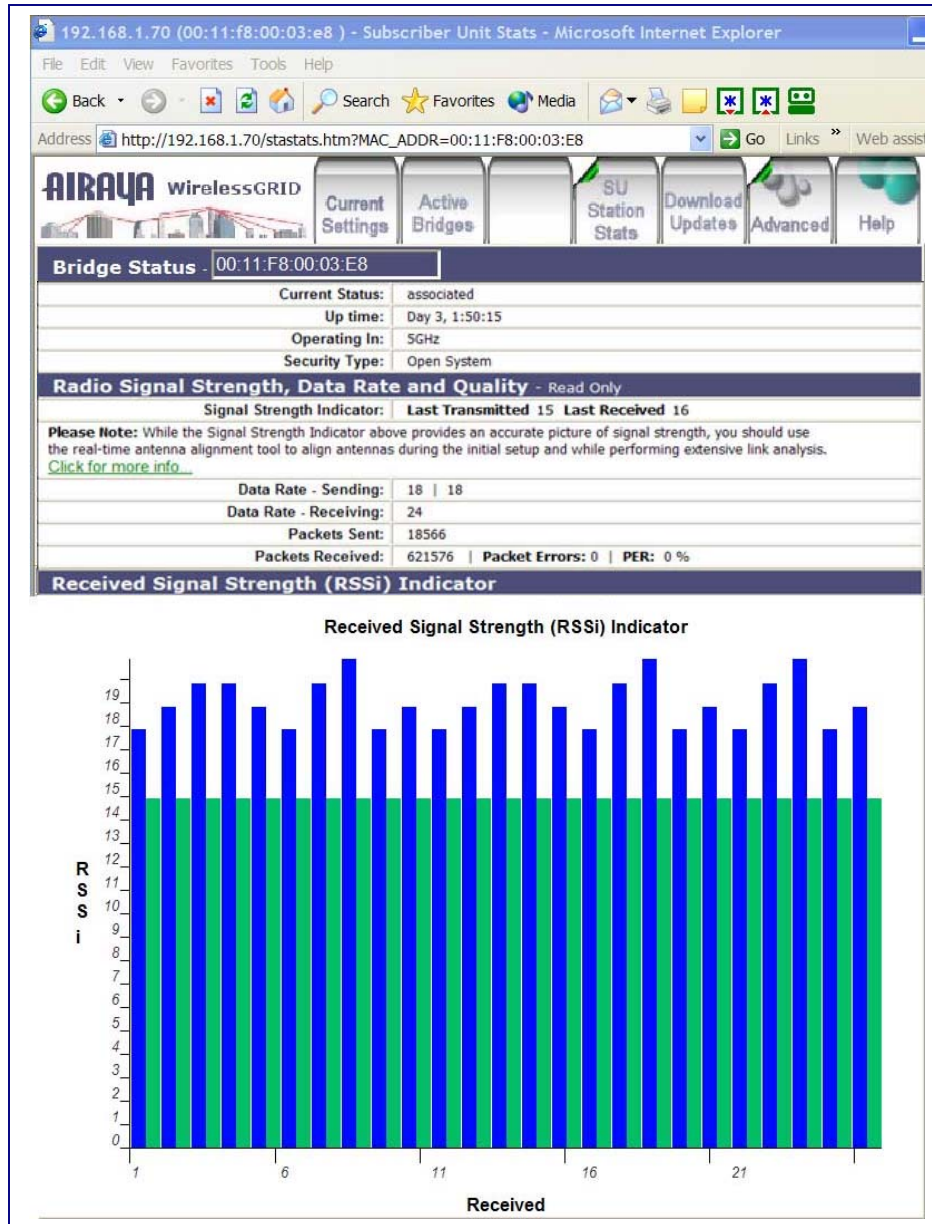 192.168.1.70 (00:11:f8:00:03:e8 ) - Subscriber Unit Stats - Microsoft Internet Explorer
File Edit View Favorites Tools Help
Back Search Favorites Media
Address http://192.168.1.70/stastats.htm?MAC_ADDR=00:11:F8:00:03:E8 Go Links » Web assist
AIRAYA WirelessGRID
Current Settings
Active Bridges
SU Station Stats
Download Updates
Advanced
Help
Bridge Status - 00:11:F8:00:03:E8
Current Status: associated
Up time: Day 3, 1:50:15
Operating In: 5GHz
Security Type: Open System
Radio Signal Strength, Data Rate and Quality - Read Only
Signal Strength Indicator: Last Transmitted 15 Last Received 16
Please Note: While the Signal Strength Indicator above provides an accurate picture of signal strength, you should use
the real-time antenna alignment tool to align antennas during the initial setup and while performing extensive link analysis.
Click for more info...
Data Rate - Sending: 18 | 18
Data Rate - Receiving: 24
Packets Sent: 18566
Packets Received: 621576 | Packet Errors: 0 | PER: 0 %
Received Signal Strength (RSSi) Indicator
Received Signal Strength (RSSi) Indicator
19
18
17
16
15
14
13
12
11
10
9
8
7
6
5
4
3
2
1
0
RSSi
1 6 11 16 21
Received